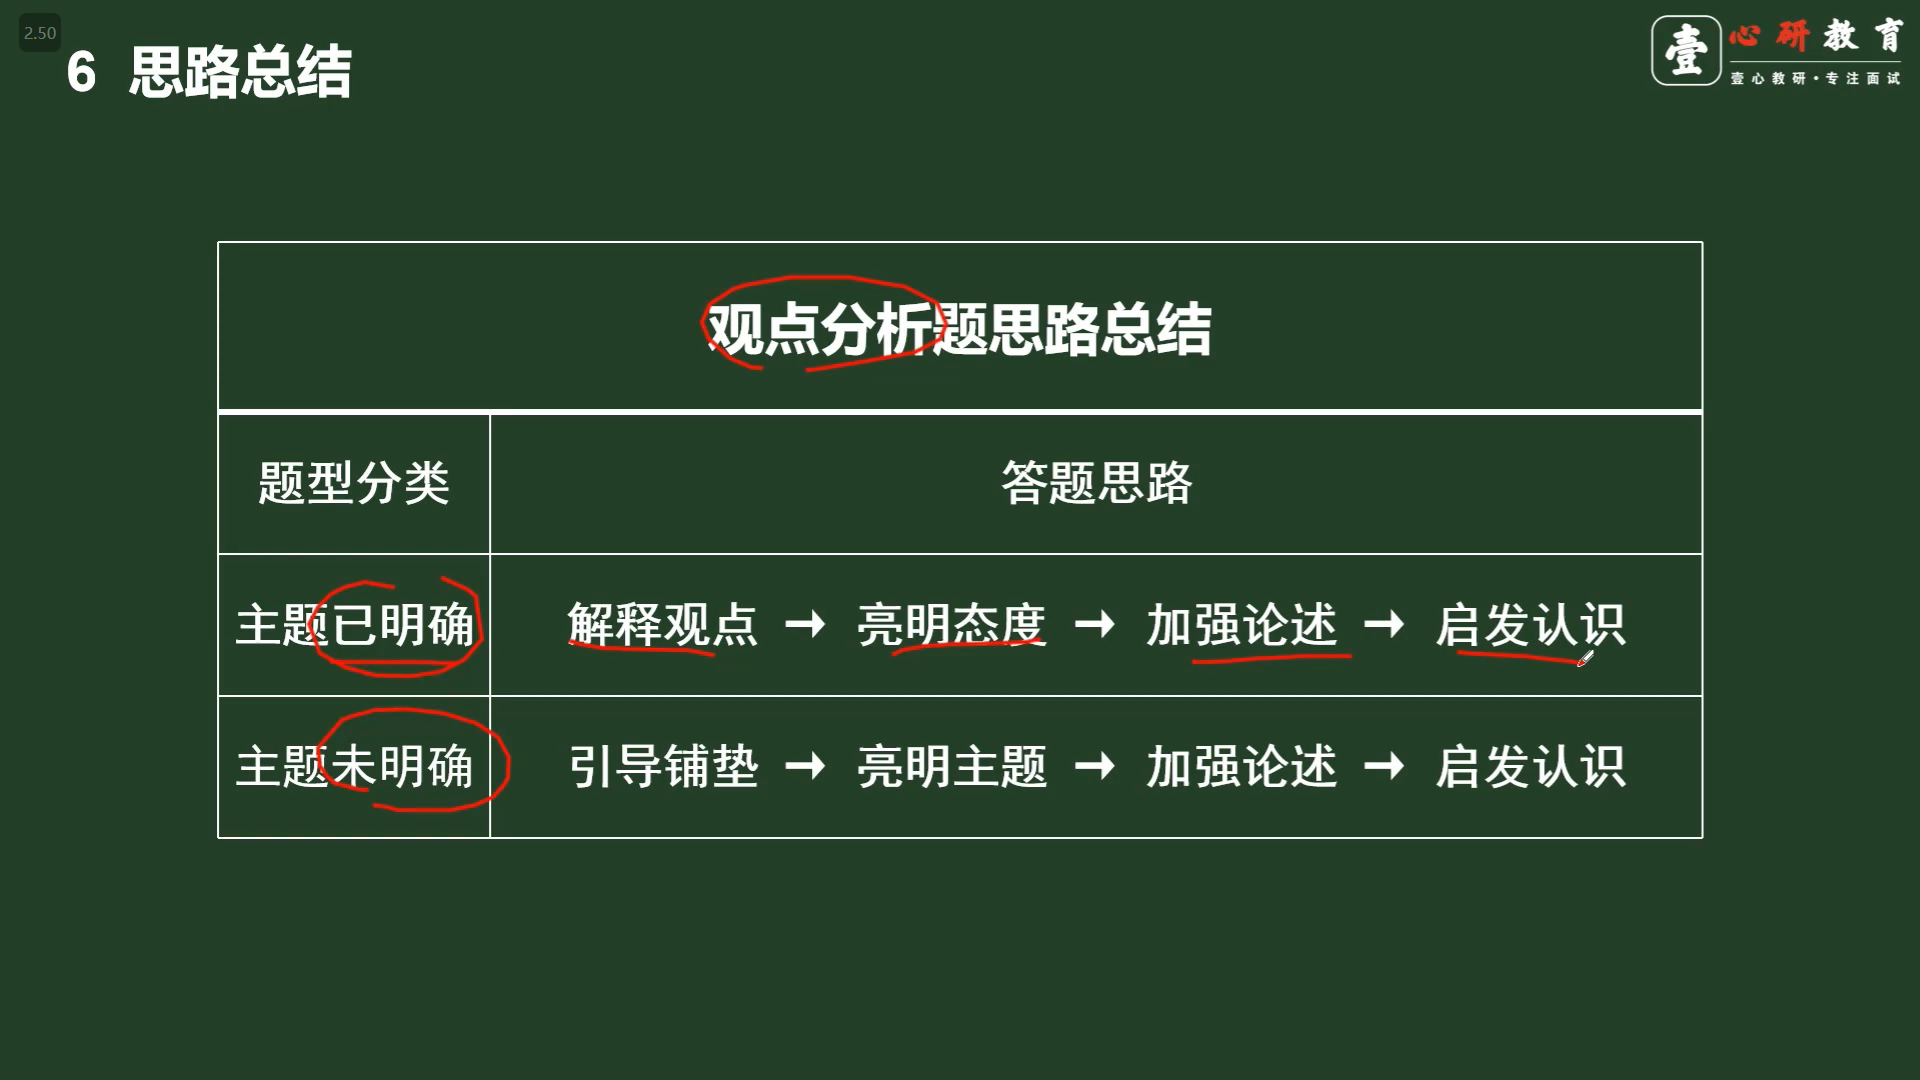 2.50
6 思路总结
壹 心研教育
壹心教研·专注面试
观点分析题思路总结
题型分类 答题思路
主题已明确 解释观点 → 亮明态度 → 加强论述 → 启发认识
主题未明确 引导铺垫 → 亮明主题 → 加强论述 → 启发认识